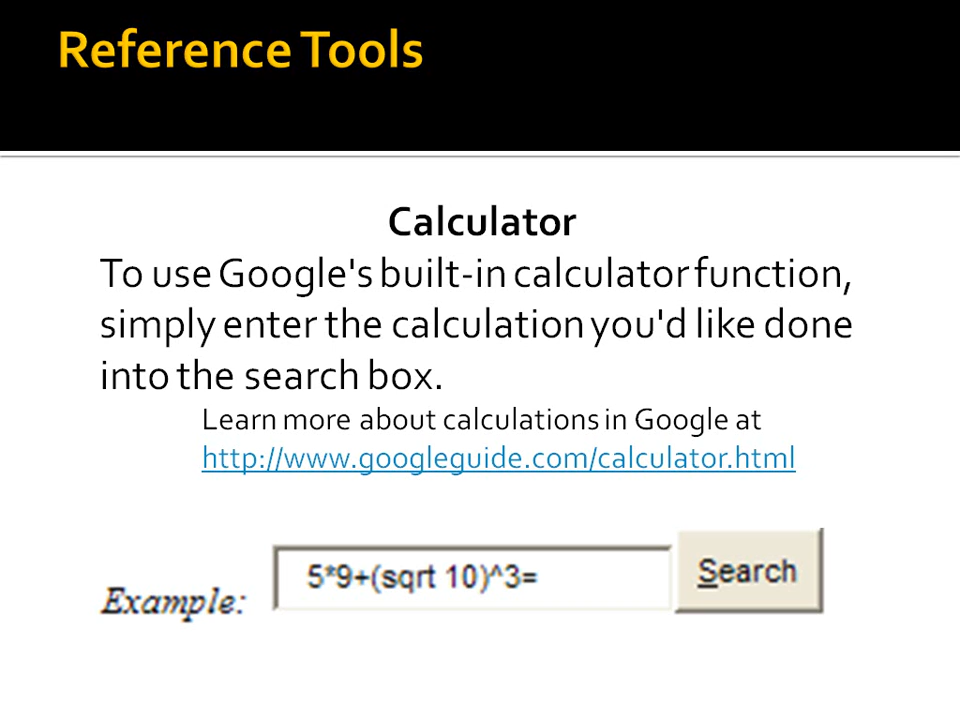 Reference Tools
Calculator
To use Google's built-in calculator function,
simply enter the calculation you'd like done
into the search box.
Learn more about calculations in Google at
http://www.googleguide.com/calculator.html
Example: 5*9+(sqrt 10)^3= Search